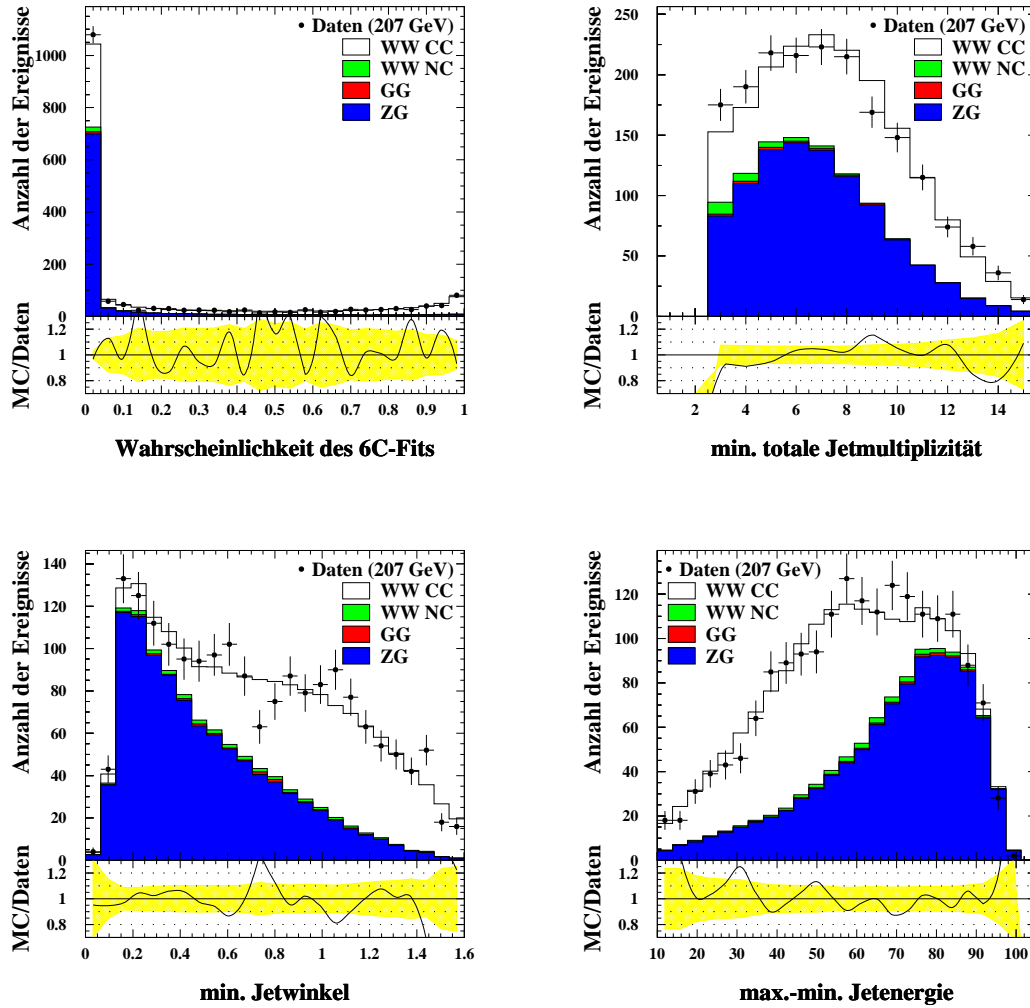 Anzahl der Ereignisse
1000
800
600
400
200
0
Daten (207 GeV)
WW CC
WW NC
GG
ZG
MC/Daten
1.2
1
0.8
0 0.1 0.2 0.3 0.4 0.5 0.6 0.7 0.8 0.9 1
Wahrscheinlichkeit des 6C-Fits
Anzahl der Ereignisse
250
200
150
100
50
0
Daten (207 GeV)
WW CC
WW NC
GG
ZG
MC/Daten
1.2
1
0.8
2 4 6 8 10 12 14
min. totale Jetmultiplizität
Anzahl der Ereignisse
140
120
100
80
60
40
20
0
Daten (207 GeV)
WW CC
WW NC
GG
ZG
MC/Daten
1.2
1
0.8
0 0.2 0.4 0.6 0.8 1 1.2 1.4 1.6
min. Jetwinkel
Anzahl der Ereignisse
120
100
80
60
40
20
0
Daten (207 GeV)
WW CC
WW NC
GG
ZG
MC/Daten
1.2
1
0.8
10 20 30 40 50 60 70 80 90 100
max.-min. Jetenergie